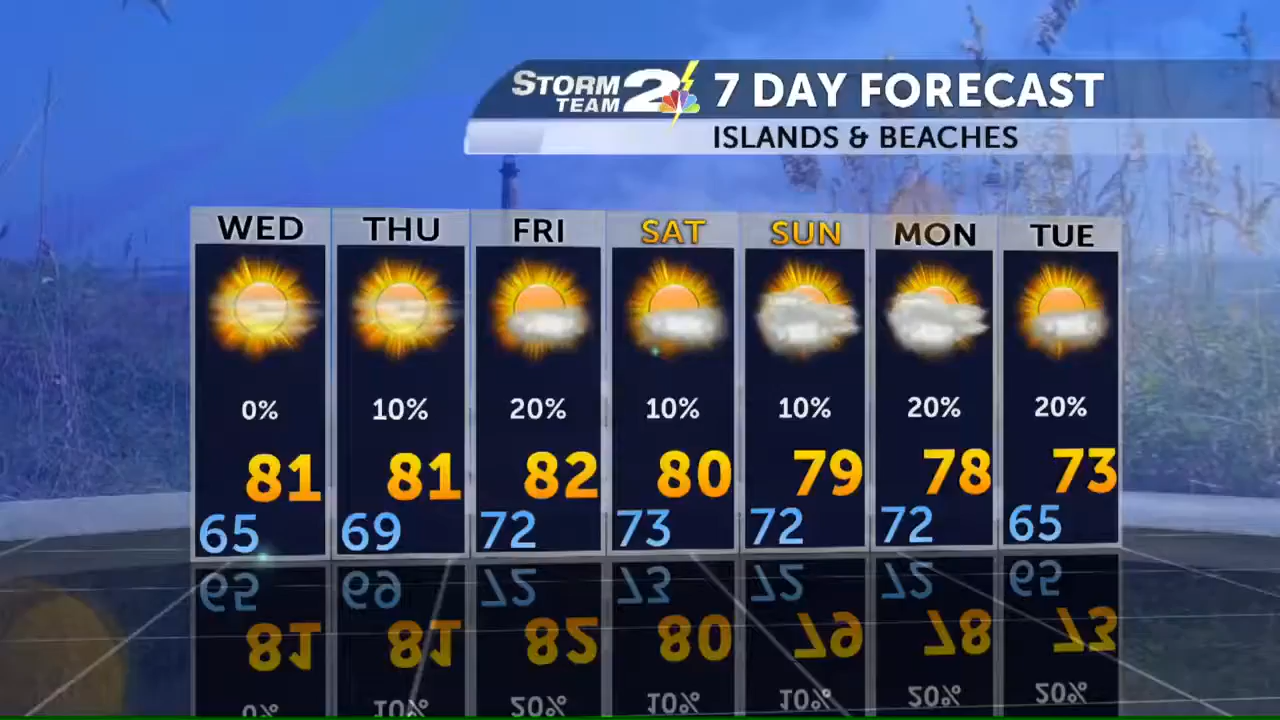 STORM TEAM 2 7 DAY FORECAST
ISLANDS & BEACHES
WED THU FRI SAT SUN MON TUE
0% 10% 20% 10% 10% 20% 20%
81 81 82 80 79 78 73
65 69 72 73 72 72 65